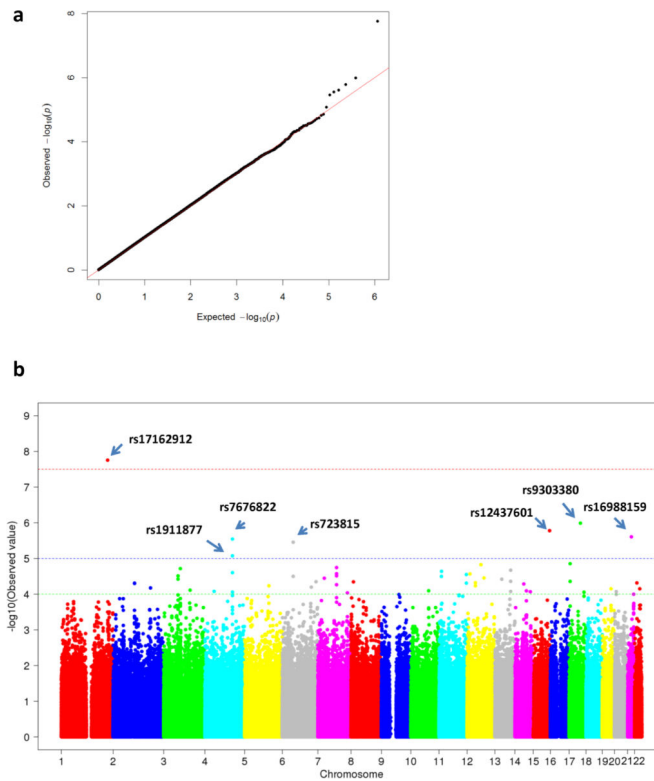 a
8
6
4
2
0
Observed −log10(p)
0 1 2 3 4 5 6
Expected −log10(p)
b
9
8
7
6
5
4
3
2
1
0
-log10(Observed value)
rs17162912
rs7676822
rs1911877
rs723815
rs9303380
rs12437601
rs16988159
1 2 3 4 5 6 7 8 9 10 11 12 13 14 15 16 17 18 19 20 21 22
Chromosome